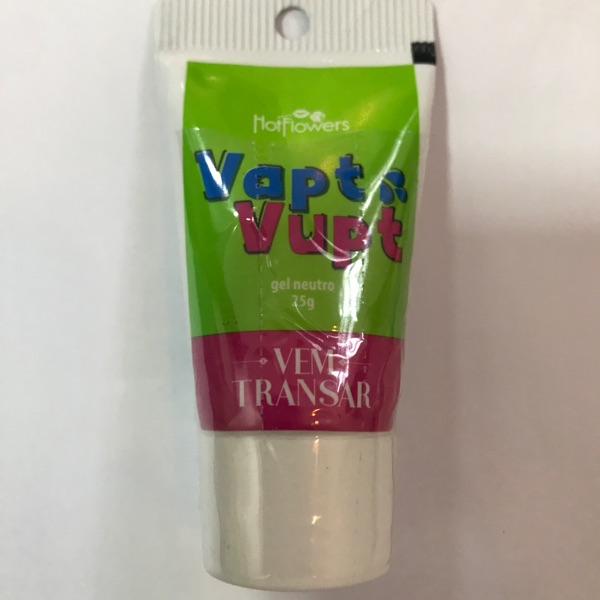 HotFlowers
Vapt
Vupt
gel neutro
25g
VEM
TRANSAR